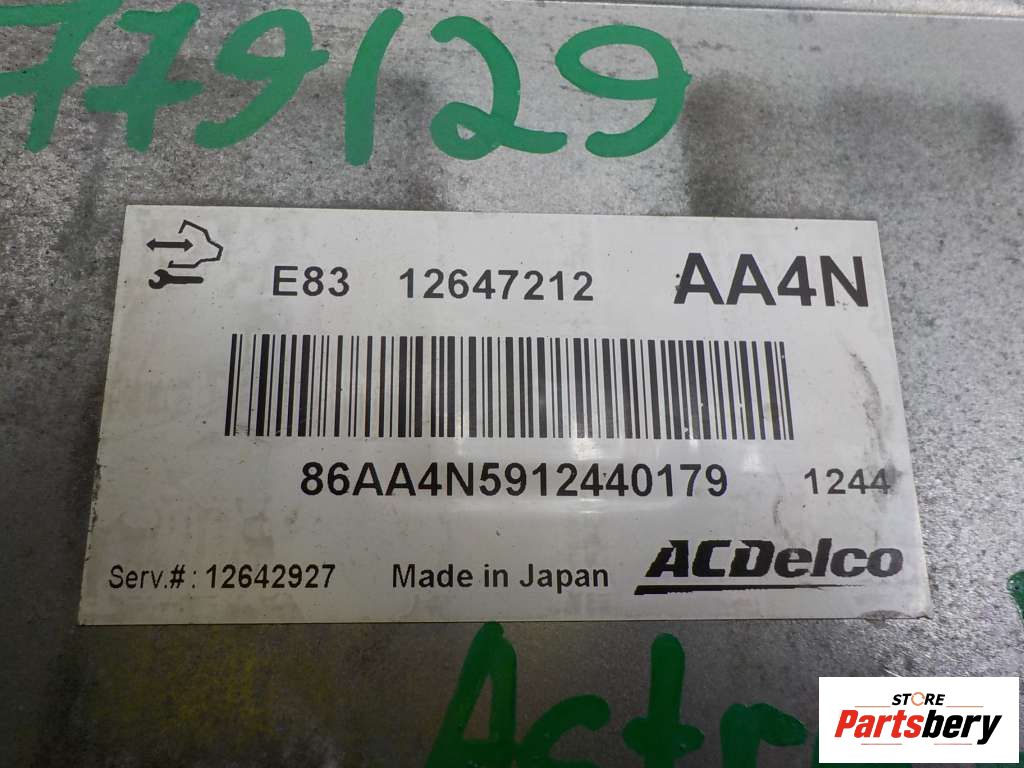 779129
E83 12647212 AA4N
86AA4N5912440179 1244
Serv.#: 12642927 Made in Japan ACDelco
STORE
Partsbery